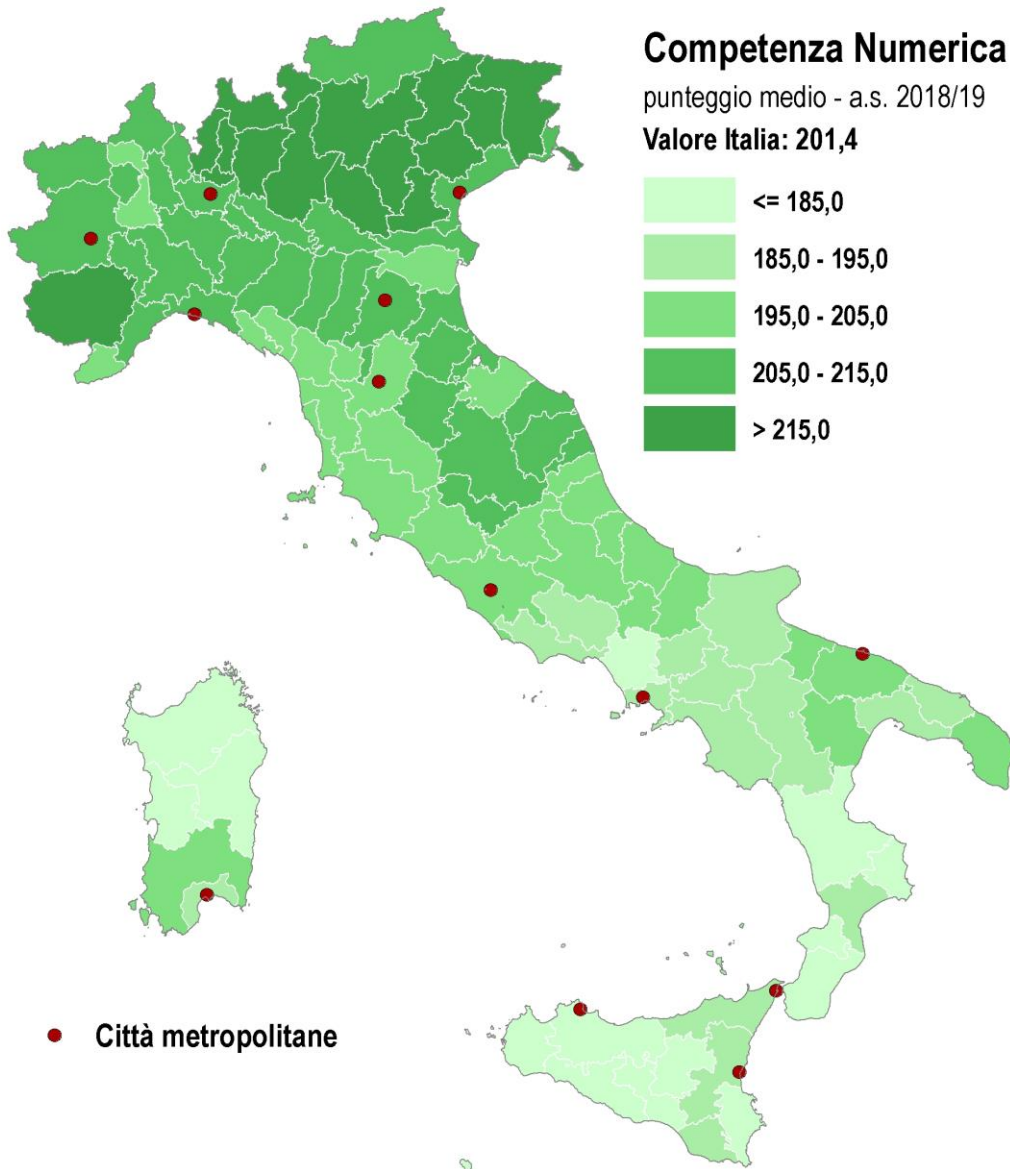 Competenza Numerica
punteggio medio - a.s. 2018/19
Valore Italia: 201,4
<= 185,0
185,0 - 195,0
195,0 - 205,0
205,0 - 215,0
> 215,0
Città metropolitane